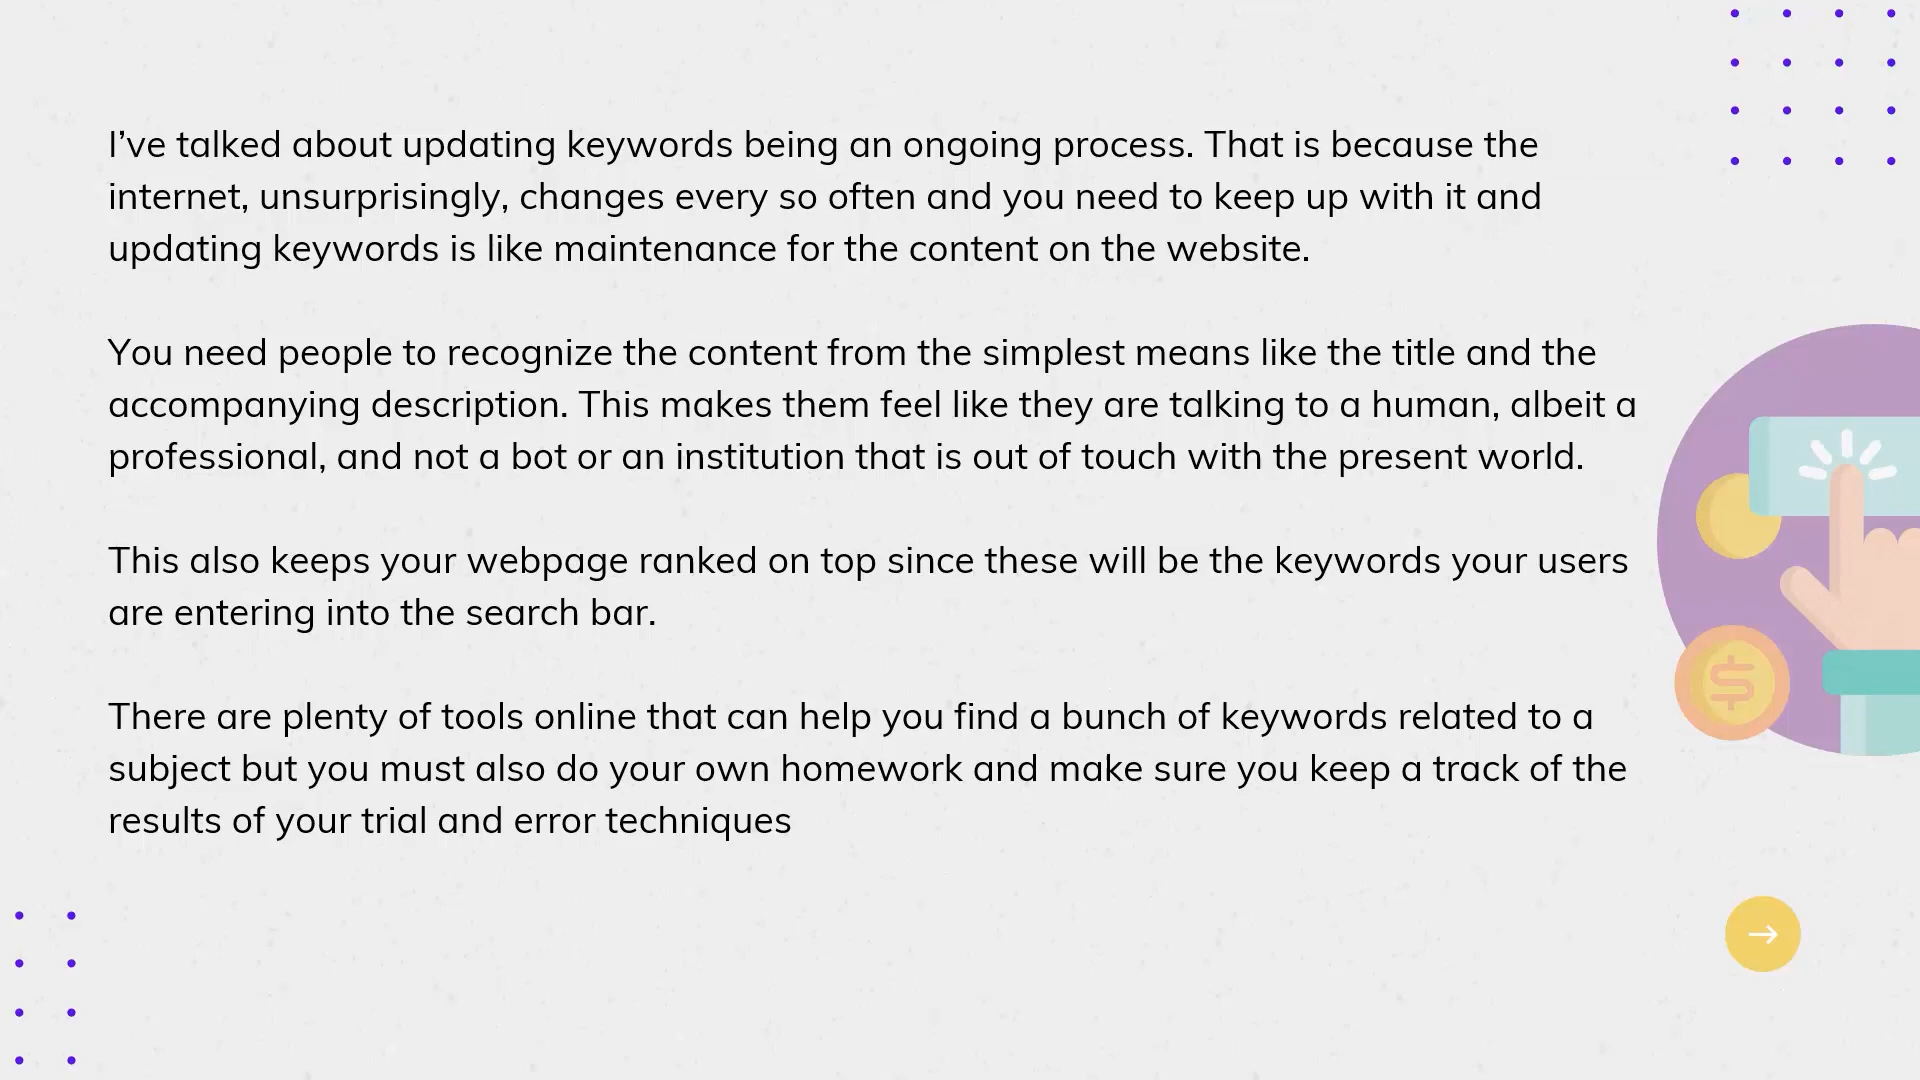 I’ve talked about updating keywords being an ongoing process. That is because the
internet, unsurprisingly, changes every so often and you need to keep up with it and
updating keywords is like maintenance for the content on the website.
You need people to recognize the content from the simplest means like the title and the
accompanying description. This makes them feel like they are talking to a human, albeit a
professional, and not a bot or an institution that is out of touch with the present world.
This also keeps your webpage ranked on top since these will be the keywords your users
are entering into the search bar.
There are plenty of tools online that can help you find a bunch of keywords related to a
subject but you must also do your own homework and make sure you keep a track of the
results of your trial and error techniques